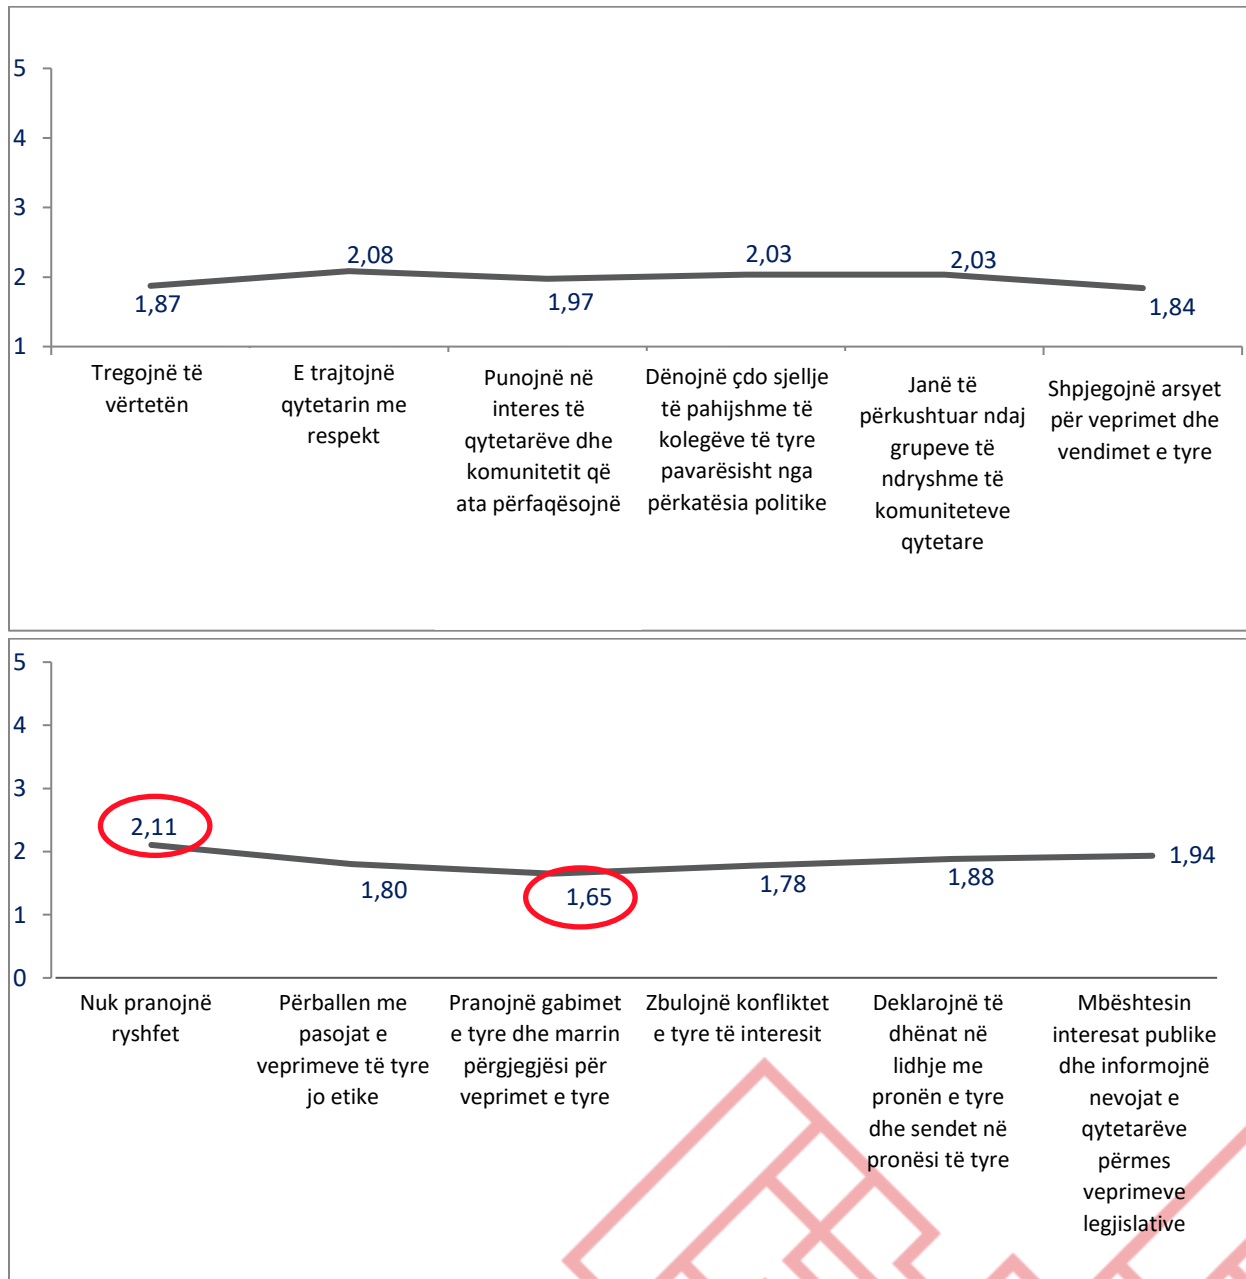 5
4
3
2
1
2,08
2,03
2,03
1,87
1,97
1,84
Tregojnë të
vërtetën
E trajtojnë
qytetarin me
respekt
Punojnë në
interes të
qytetarëve dhe
komunitetit që
ata përfaqësojnë
Dënojnë çdo sjellje
të pahijshme të
kolegëve të tyre
pavarësisht nga
përkatësia politike
Janë të
përkushtuar ndaj
grupeve të
ndryshme të
komuniteteve
qytetare
Shpjegojnë arsyet
për veprimet dhe
vendimet e tyre
5
4
3
2
1
0
2,11
1,80
1,65
1,78
1,88
1,94
Nuk pranojnë
ryshfet
Përballen me
pasojat e
veprimeve të tyre
jo etike
Pranojnë gabimet
e tyre dhe marrin
përgjegjësi për
veprimet e tyre
Zbulojnë konfliktet
e tyre të interesit
Deklarojnë të
dhënat në
lidhje me
pronën e tyre
dhe sendet në
pronësi të tyre
Mbështesin
interesat publike
dhe informojnë
nevojat e
qytetarëve
përmes
veprimeve
legjislative